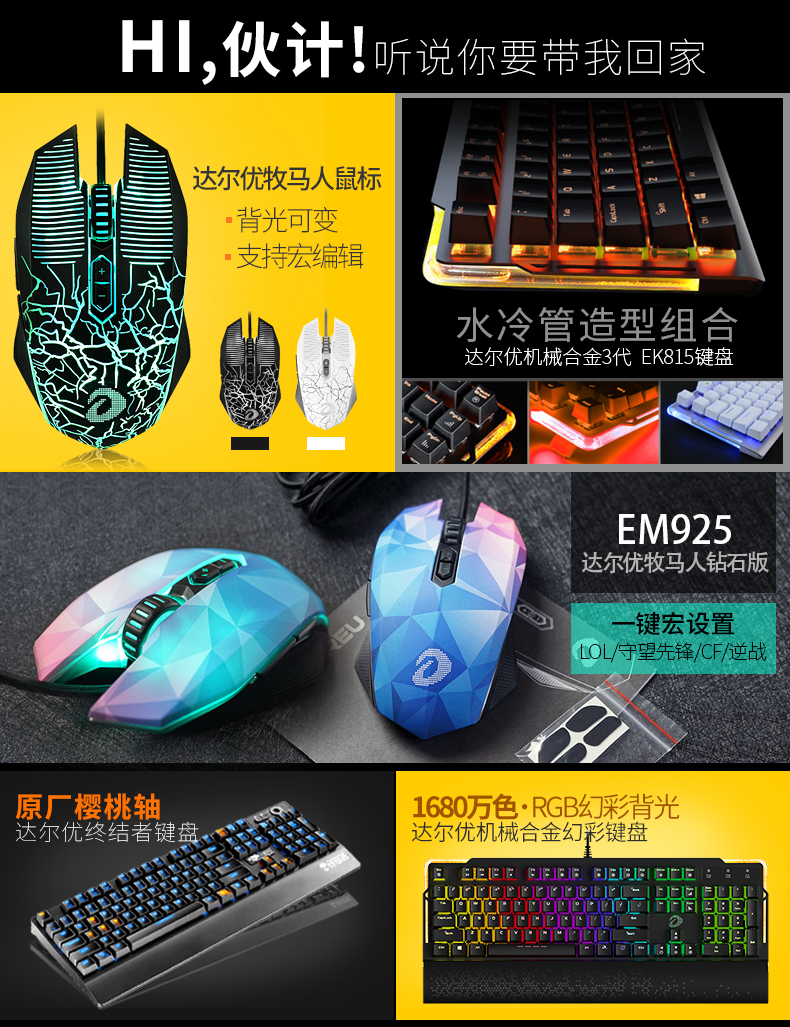 HI,伙计!听说你要带我回家
达尔优牧马人鼠标
▪背光可变
▪支持宏编辑
水冷管造型组合
达尔优机械合金3代 EK815键盘
EM925
达尔优牧马人钻石版
一键宏设置
LOL/守望先锋/CF/逆战
原厂樱桃轴
达尔优终结者键盘
1680万色·RGB幻彩背光
达尔优机械合金幻彩键盘